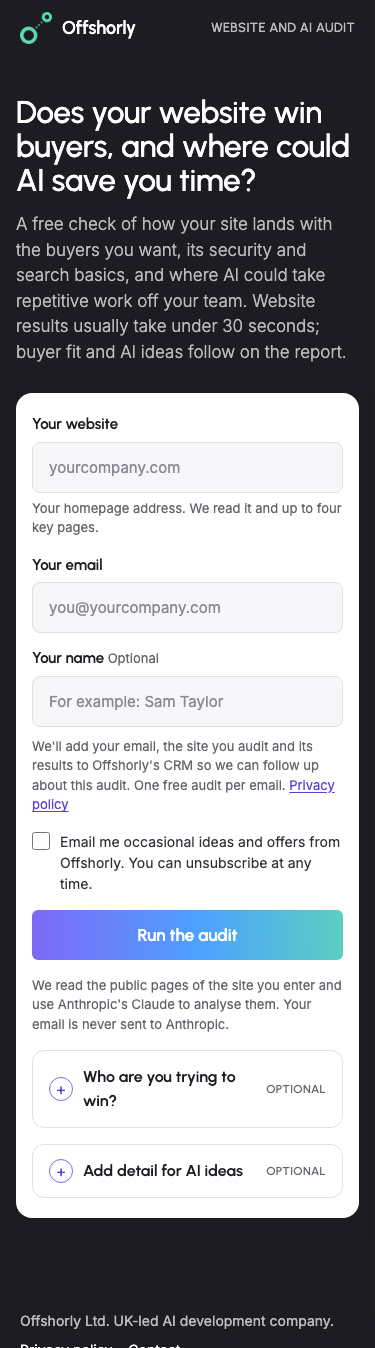 Offshorly
WEBSITE AND AI AUDIT
Does your website win
buyers, and where could
AI save you time?
A free check of how your site lands with
the buyers you want, its security and
search basics, and where AI could take
repetitive work off your team. Website
results usually take under 30 seconds;
buyer fit and AI ideas follow on the report.
Your website
yourcompany.com
Your homepage address. We read it and up to four
key pages.
Your email
you@yourcompany.com
Your name Optional
For example: Sam Taylor
We'll add your email, the site you audit and its
results to Offshorly's CRM so we can follow up
about this audit. One free audit per email. Privacy
policy
Email me occasional ideas and offers from
Offshorly. You can unsubscribe at any
time.
Run the audit
We read the public pages of the site you enter and
use Anthropic's Claude to analyse them. Your
email is never sent to Anthropic.
Who are you trying to
win?
OPTIONAL
Add detail for AI ideas
OPTIONAL
Offshorly Ltd. UK-led AI development company.
Privacy policy Contact